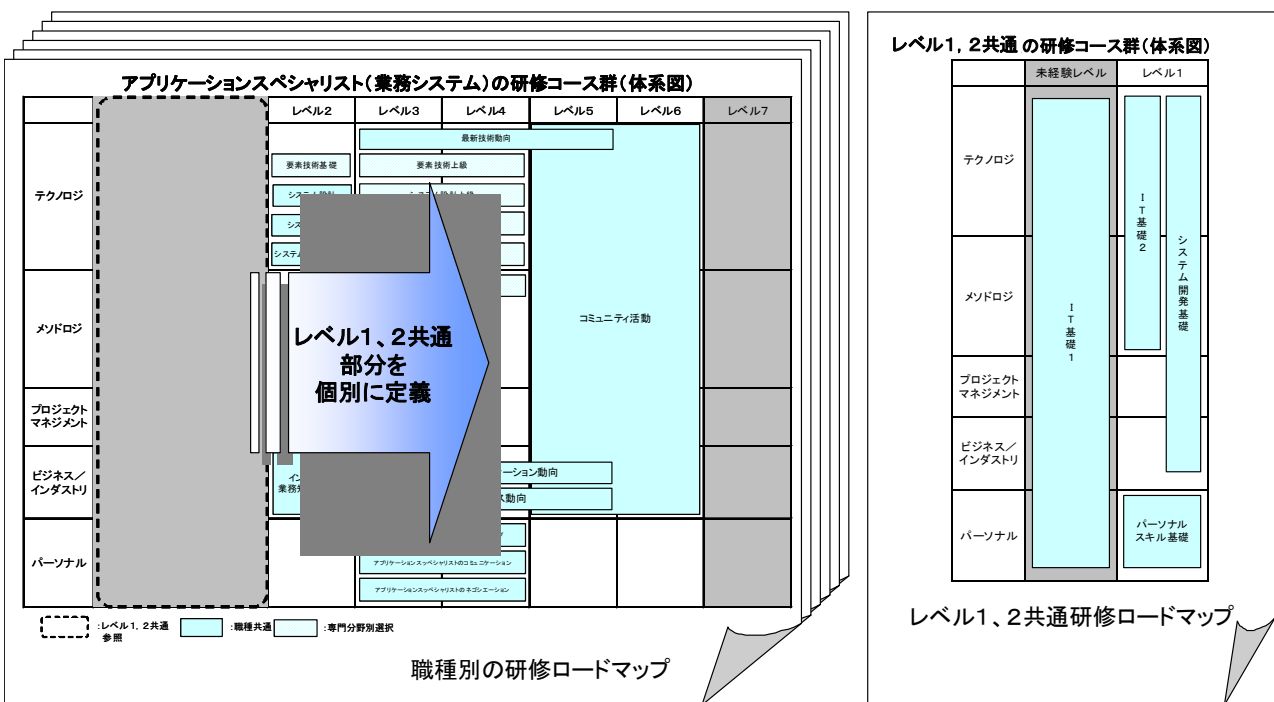 アプリケーションスペシャリスト(業務システム)の研修コース群(体系図)
レベル2
レベル3
レベル4
レベル5
レベル6
レベル7
テクノロジ
最新技術動向
要素技術基礎
要素技術上級
メソドロジ
コミュニティ活動
レベル1、2共通
部分を
個別に定義
プロジェクト
マネジメント
ビジネス/
インダストリ
ーション動向
ス動向
パーソナル
アプリケーションスッペシャリストのコミュニケーション
アプリケーションスッペシャリストのネゴシエーション
:レベル1,2共通
参照
:職種共通
:専門分野別選択
職種別の研修ロードマップ
レベル1,2共通の研修コース群(体系図)
未経験レベル
レベル1
テクノロジ
メソドロジ
プロジェクト
マネジメント
ビジネス/
インダストリ
パーソナル
IT基礎1
IT基礎2
システム開発基礎
パーソナル
スキル基礎
レベル1、2共通研修ロードマップ